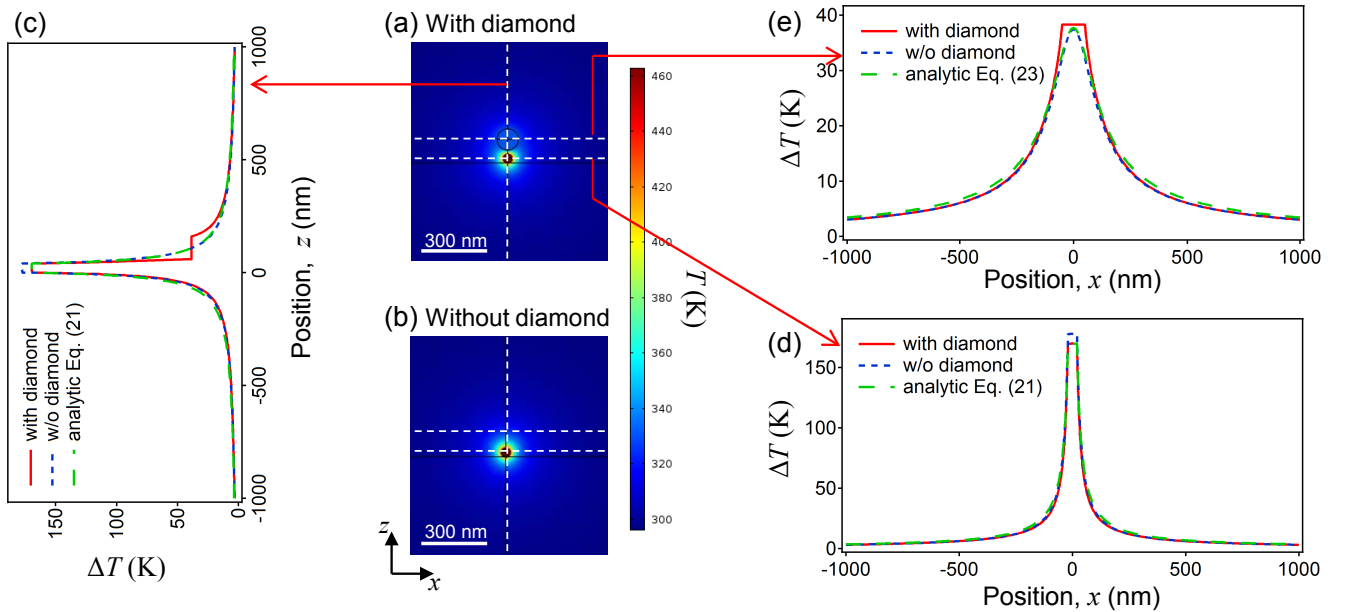 (c)
1000
500
0
-500
-1000
Position, z (nm)
with diamond
w/o diamond
analytic Eq. (21)
150
100
50
0
ΔT (K)
(a) With diamond
300 nm
(b) Without diamond
300 nm
z
x
460
440
420
400
380
360
340
320
300
T (K)
(e)
with diamond
w/o diamond
analytic Eq. (23)
40
30
20
10
0
ΔT (K)
-1000
-500
0
500
1000
Position, x (nm)
(d)
with diamond
w/o diamond
analytic Eq. (21)
150
100
50
0
ΔT (K)
-1000
-500
0
500
1000
Position, x (nm)